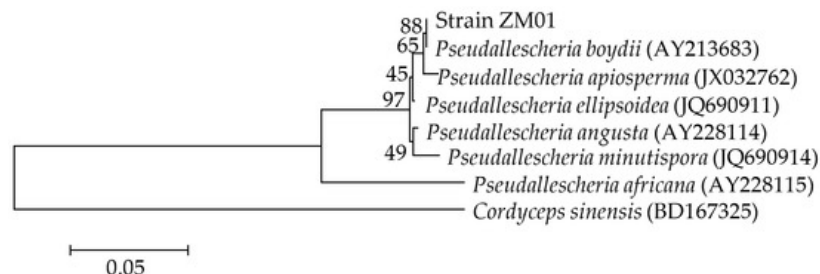 88 Strain ZM01
65 Pseudallescheria boydii (AY213683)
45 Pseudallescheria apiosperma (JX032762)
97 Pseudallescheria ellipsoidea (JQ690911)
Pseudallescheria angusta (AY228114)
49 Pseudallescheria minutispora (JQ690914)
Pseudallescheria africana (AY228115)
Cordyceps sinensis (BD167325)
0.05